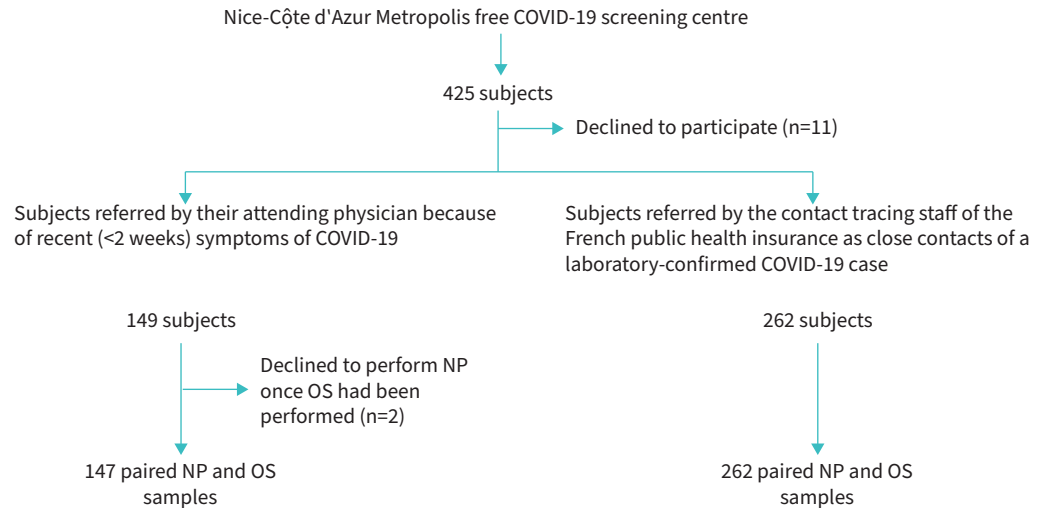 Nice-Côte d'Azur Metropolis free COVID-19 screening centre
425 subjects
Declined to participate (n=11)
Subjects referred by their attending physician because
of recent (<2 weeks) symptoms of COVID-19
Subjects referred by the contact tracing staff of the
French public health insurance as close contacts of a
laboratory-confirmed COVID-19 case
149 subjects
262 subjects
Declined to perform NP
once OS had been
performed (n=2)
147 paired NP and OS
samples
262 paired NP and OS
samples